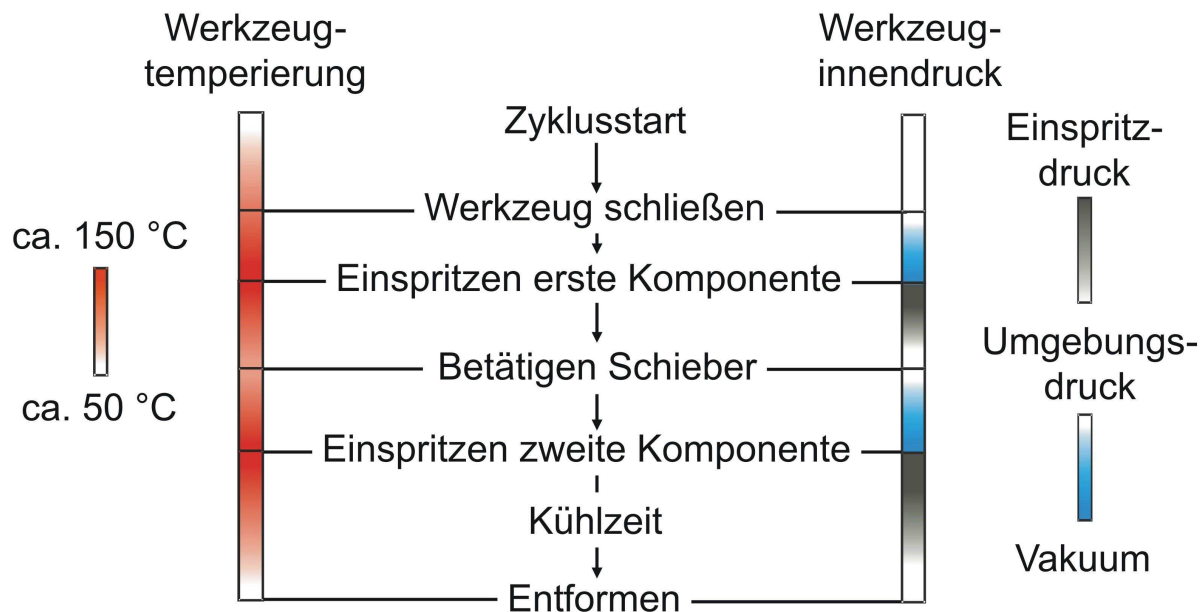 Werkzeug-
temperierung
ca. 150 °C
ca. 50 °C
Zyklusstart
Werkzeug schließen
Einspritzen erste Komponente
Betätigen Schieber
Einspritzen zweite Komponente
Kühlzeit
Entformen
Werkzeug-
innendruck
Einspritz-
druck
Umgebungs-
druck
Vakuum